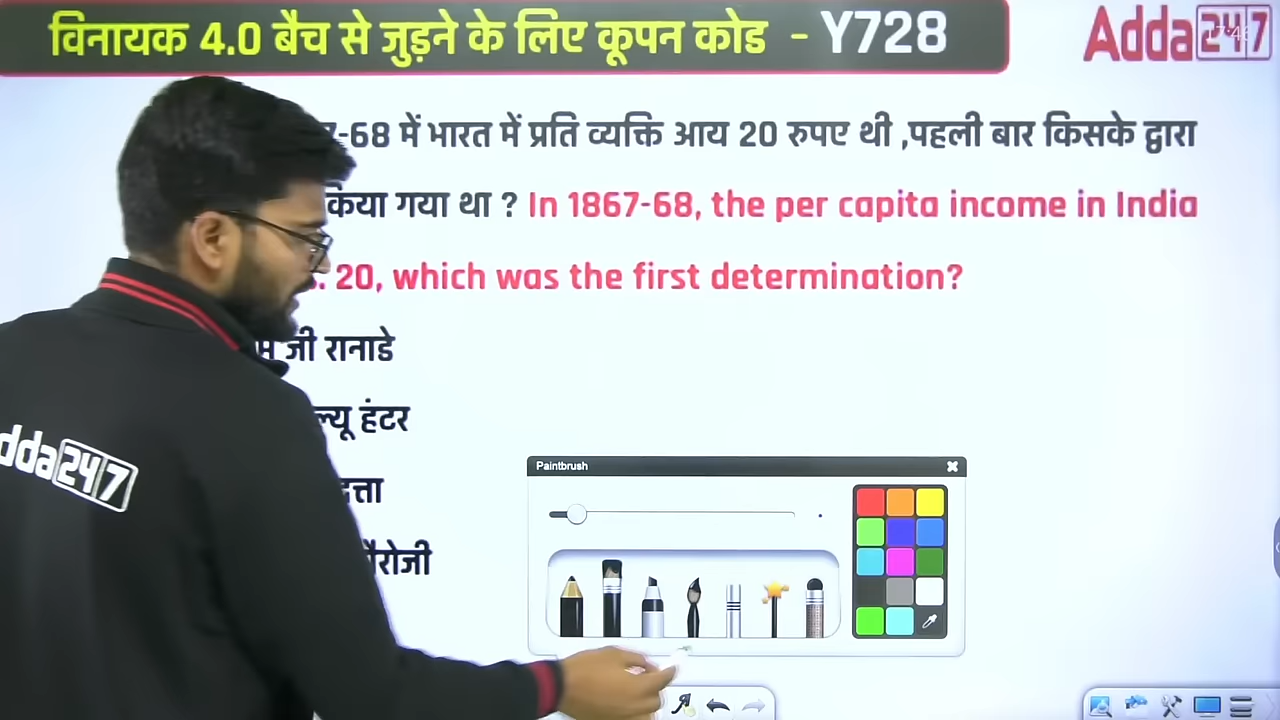 विनायक 4.0 बैच से जुड़ने के लिए कूपन कोड - Y728
Adda247
-68 में भारत में प्रति व्यक्ति आय 20 रुपए थी ,पहली बार किसके द्वारा
किया गया था ? In 1867-68, the per capita income in India
20, which was the first determination?
जी रानाडे
हंटर
Paintbrush